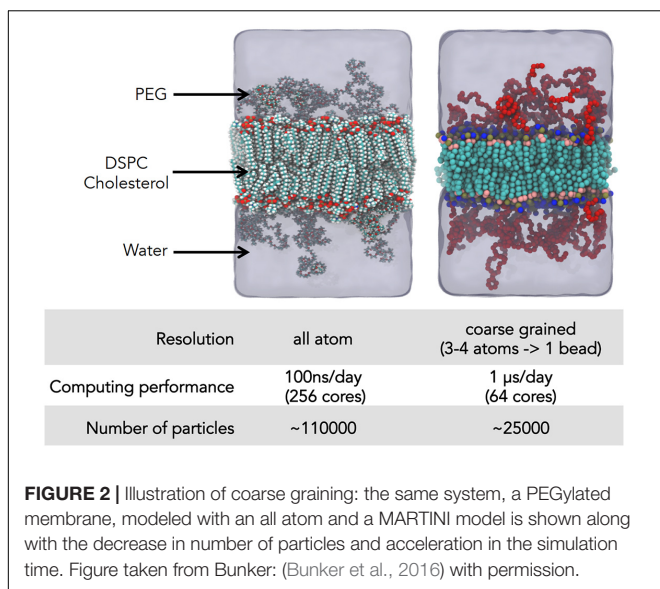 PEG
DSPC
Cholesterol
Water
Resolution all atom coarse grained
(3-4 atoms -> 1 bead)
Computing performance 100ns/day 1 µs/day
(256 cores) (64 cores)
Number of particles ~110000 ~25000
FIGURE 2 | Illustration of coarse graining: the same system, a PEGylated
membrane, modeled with an all atom and a MARTINI model is shown along
with the decrease in number of particles and acceleration in the simulation
time. Figure taken from Bunker: (Bunker et al., 2016) with permission.